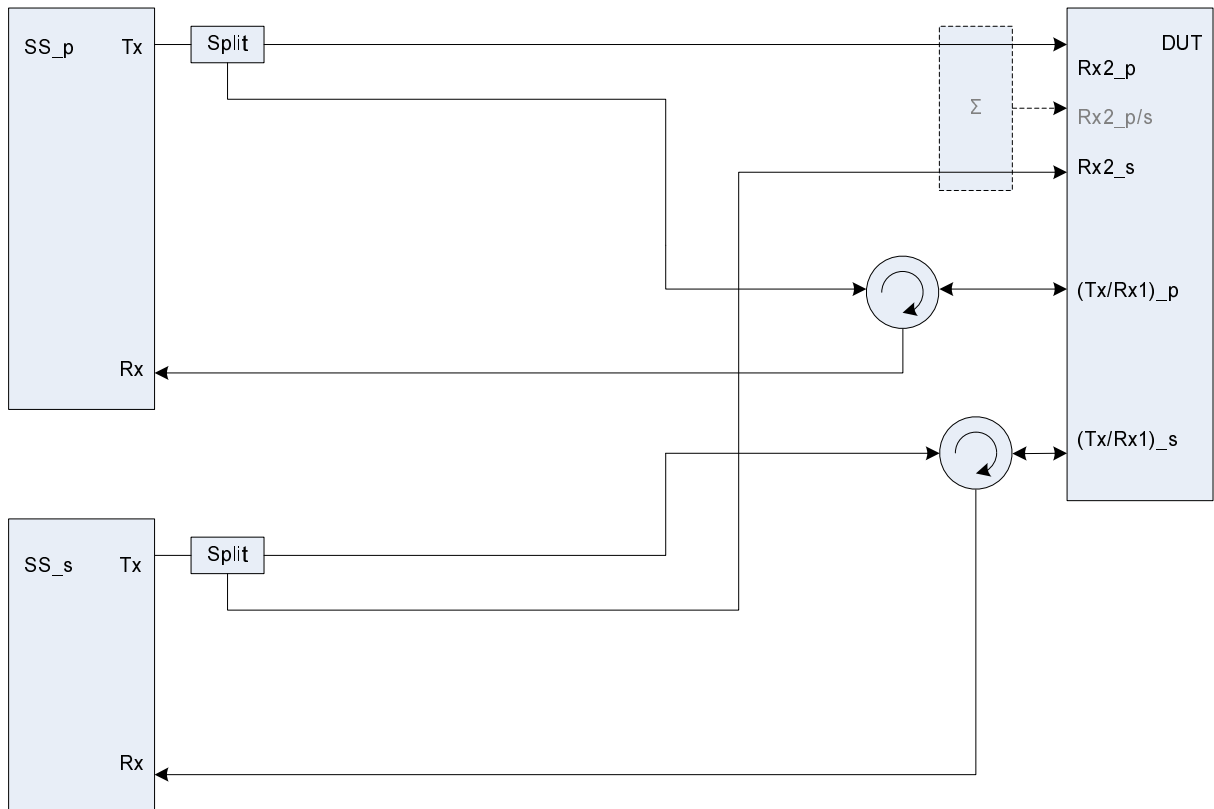 SS_p
Tx
Split
DUT
Rx2_p
Σ
Rx2_p/s
Rx2_s
(Tx/Rx1)_p
Rx
(Tx/Rx1)_s
SS_s
Tx
Split
Rx